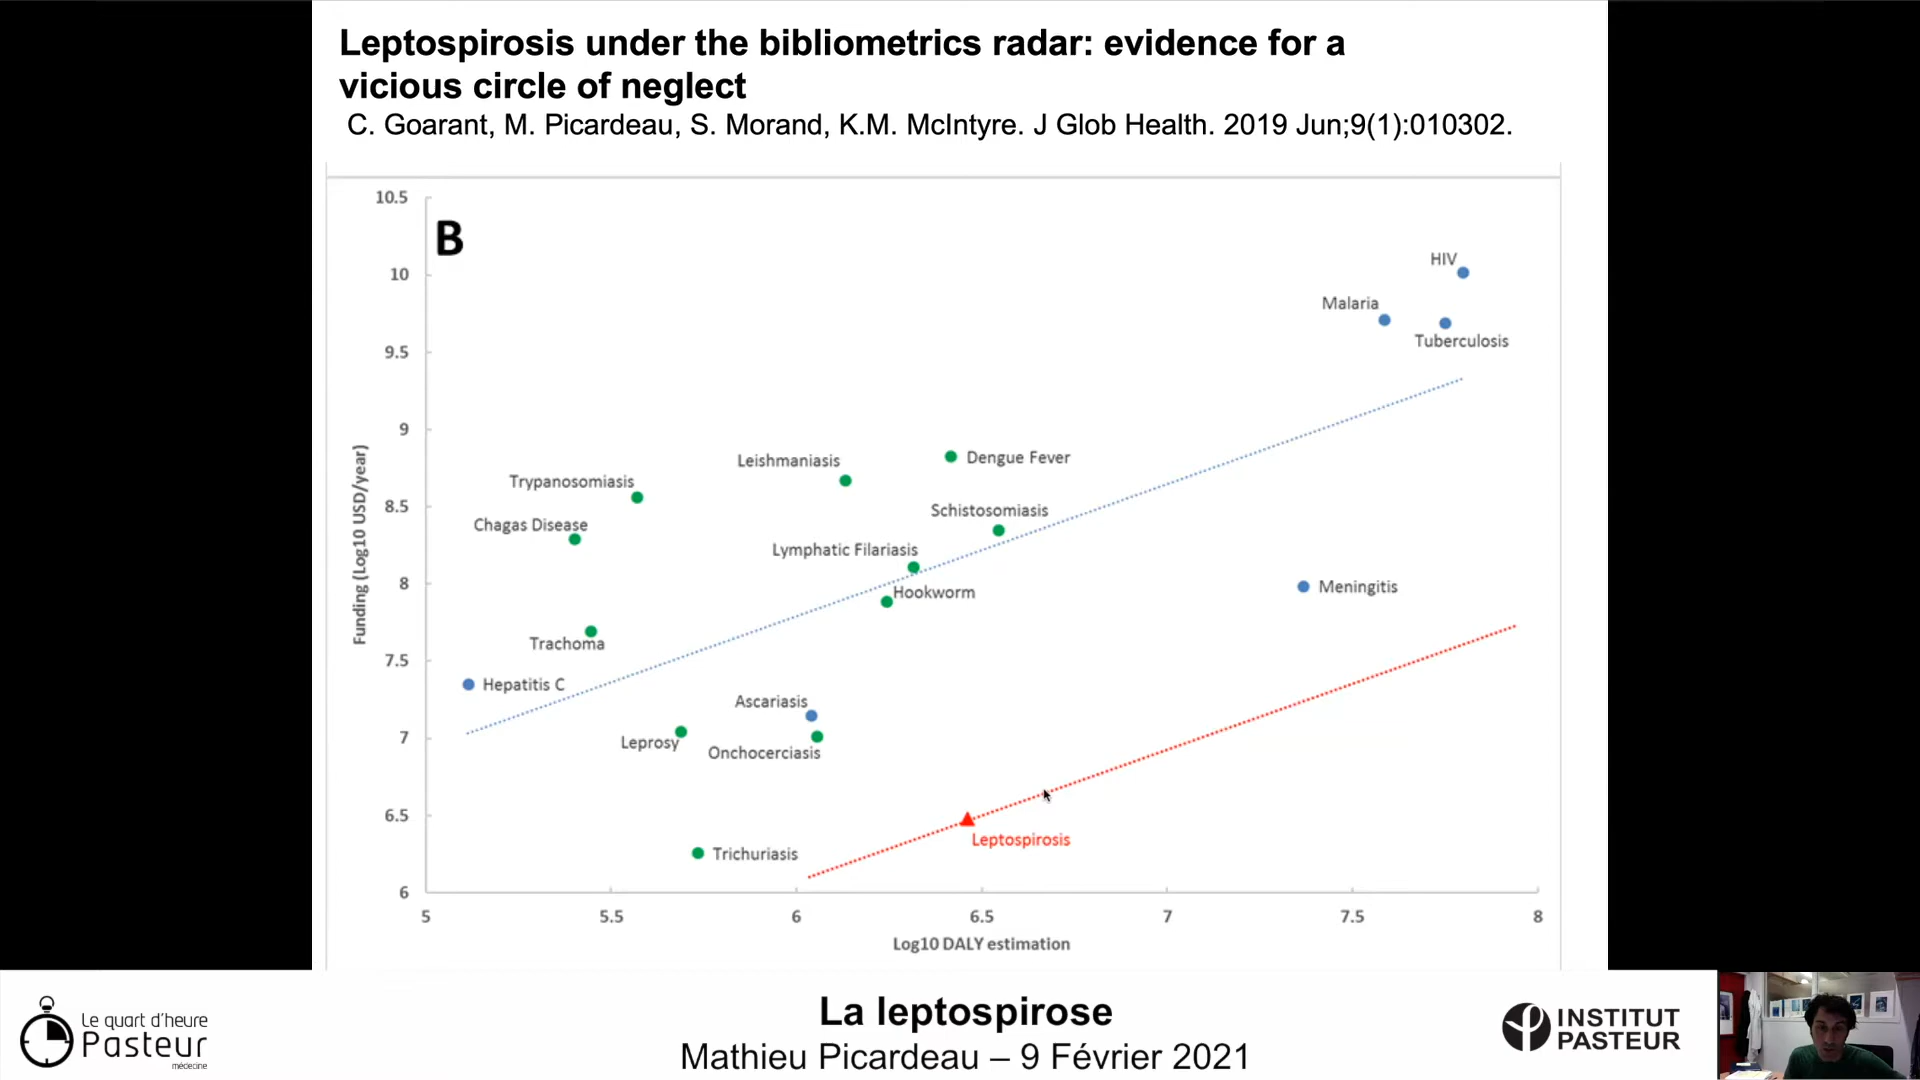 Leptospirosis under the bibliometrics radar: evidence for a
vicious circle of neglect
C. Goarant, M. Picardeau, S. Morand, K.M. McIntyre. J Glob Health. 2019 Jun;9(1):010302.
B
10.5
10
9.5
9
8.5
8
7.5
7
6.5
6
Funding (Log10 USD/year)
HIV
Malaria
Tuberculosis
Leishmaniasis
Dengue Fever
Trypanosomiasis
Schistosomiasis
Chagas Disease
Lymphatic Filariasis
Meningitis
Hookworm
Trachoma
Hepatitis C
Ascariasis
Leprosy
Onchocerciasis
Leptospirosis
Trichuriasis
5 5.5 6 6.5 7 7.5 8
Log10 DALY estimation
Le quart d'heure
Pasteur
médecine
La leptospirose
Mathieu Picardeau – 9 Février 2021
INSTITUT
PASTEUR